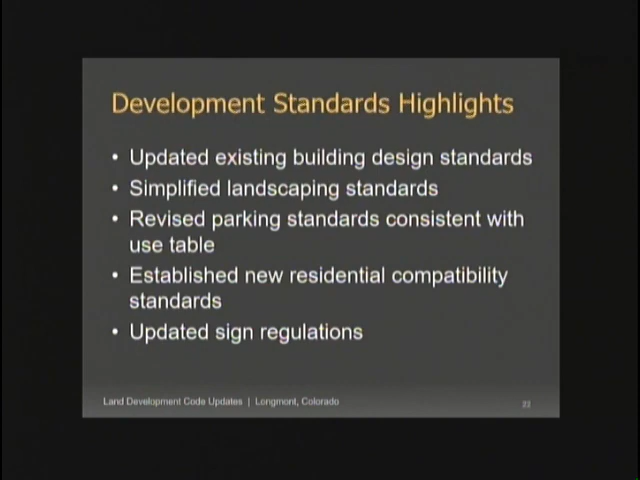 Development Standards Highlights
• Updated existing building design standards
• Simplified landscaping standards
• Revised parking standards consistent with
use table
• Established new residential compatibility
standards
• Updated sign regulations
Land Development Code Updates | Longmont, Colorado